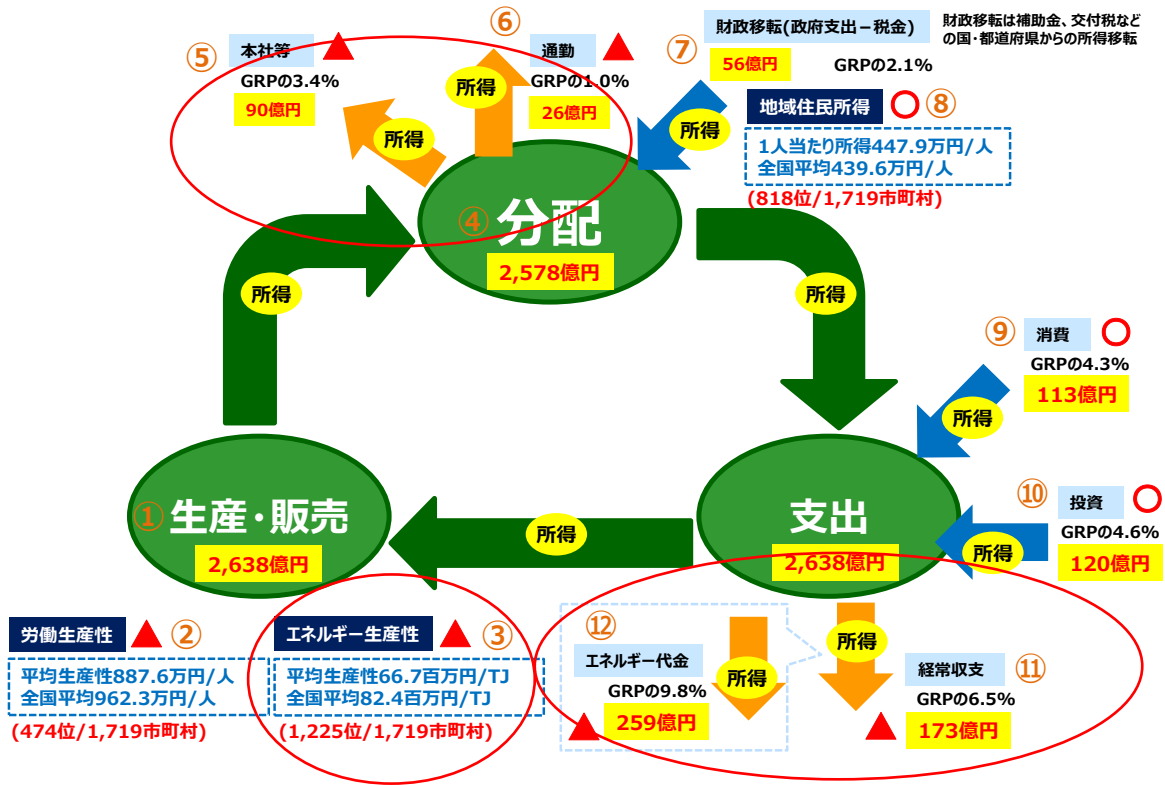 ⑤
本社等
GRPの3.4%
90億円
⑥
通勤
GRPの1.0%
26億円
⑦
財政移転(政府支出－税金)
56億円
GRPの2.1%
財政移転は補助金、交付税など
の国・都道府県からの所得移転
所得
所得
所得
地域住民所得
⑧
1人当たり所得447.9万円/人
全国平均439.6万円/人
(818位/1,719市町村)
④
分配
2,578億円
所得
所得
⑨
消費
GRPの4.3%
113億円
所得
①
生産・販売
2,638億円
所得
支出
2,638億円
⑩
投資
GRPの4.6%
120億円
所得
労働生産性
②
平均生産性887.6万円/人
全国平均962.3万円/人
(474位/1,719市町村)
エネルギー生産性
③
平均生産性66.7百万円/TJ
全国平均82.4百万円/TJ
(1,225位/1,719市町村)
⑫
エネルギー代金
GRPの9.8%
259億円
所得
所得
経常収支
⑪
GRPの6.5%
173億円